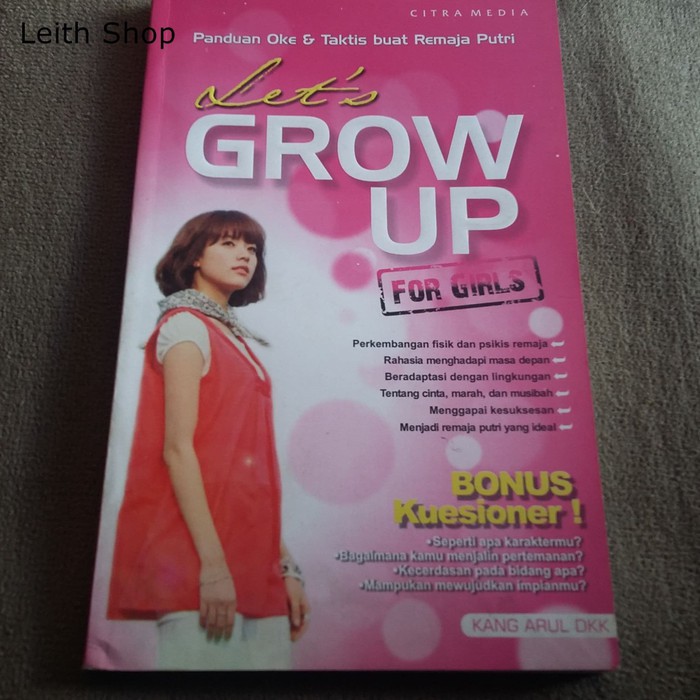 Leith Shop
CITRA MEDIA
Panduan Oke & Taktis buat Remaja Putri
Let's
GROW
UP
FOR GIRLS
Perkembangan fisik dan psikis remaja
Rahasia menghadapi masa depan
Beradaptasi dengan lingkungan
Tentang cinta, marah, dan musibah
Menggapai kesuksesan
Menjadi remaja putri yang ideal
BONUS
Kuesioner !
•Seperti apa karaktermu?
•Bagaimana kamu menjalin pertemanan?
•Kecerdasan pada bidang apa?
•Mampukan mewujudkan impianmu?
KANG ARUL DKK